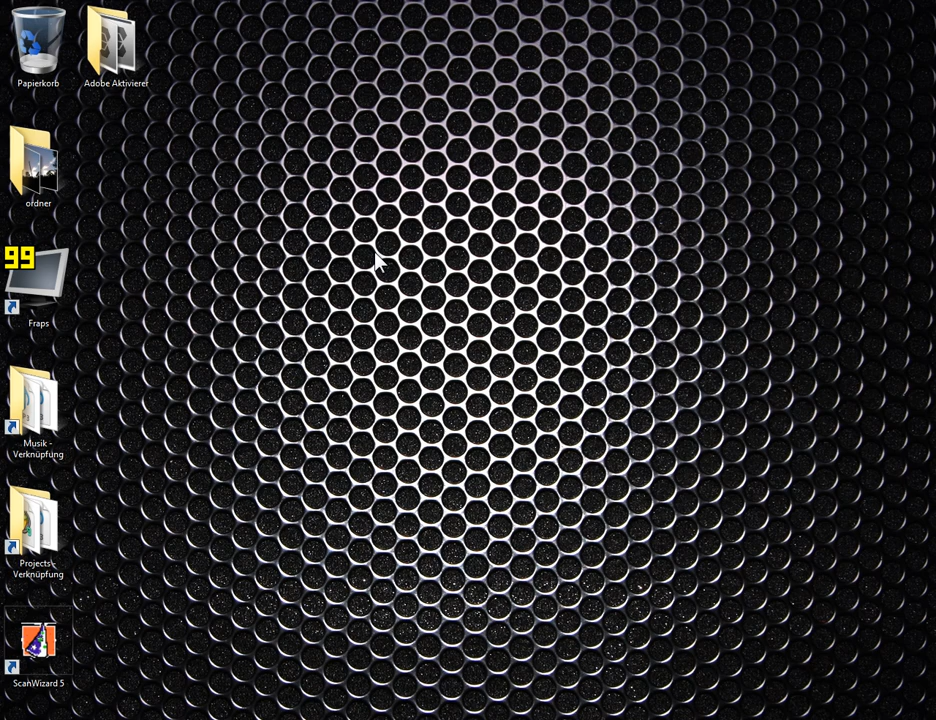 Papierkorb
Adobe Aktivierer
ordner
99
Fraps
Musik -
Verknüpfung
Projects -
Verknüpfung
ScanWizard 5